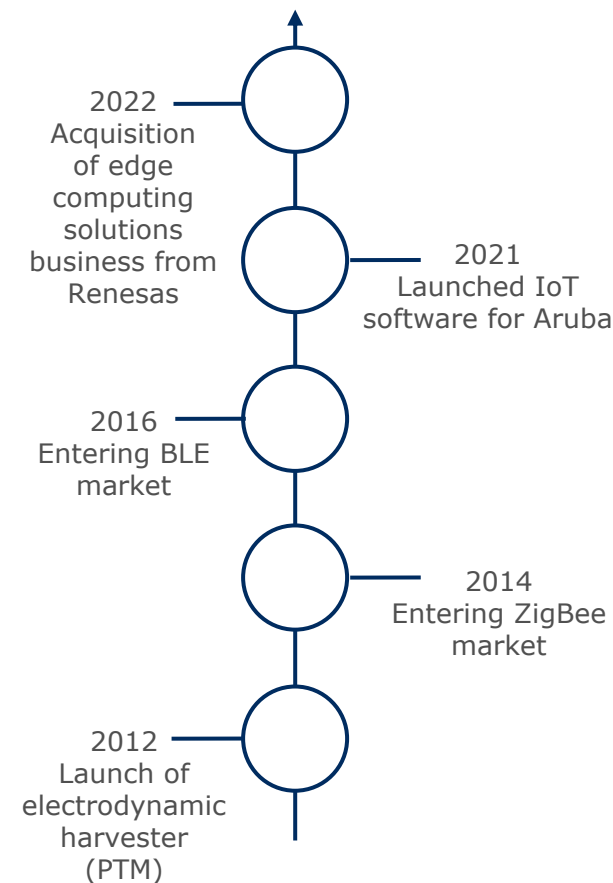 2022
Acquisition
of edge
computing
solutions
business from
Renesas
2021
Launched IoT
software for Aruba
2016
Entering BLE
market
2014
Entering ZigBee
market
2012
Launch of
electrodynamic
harvester
(PTM)